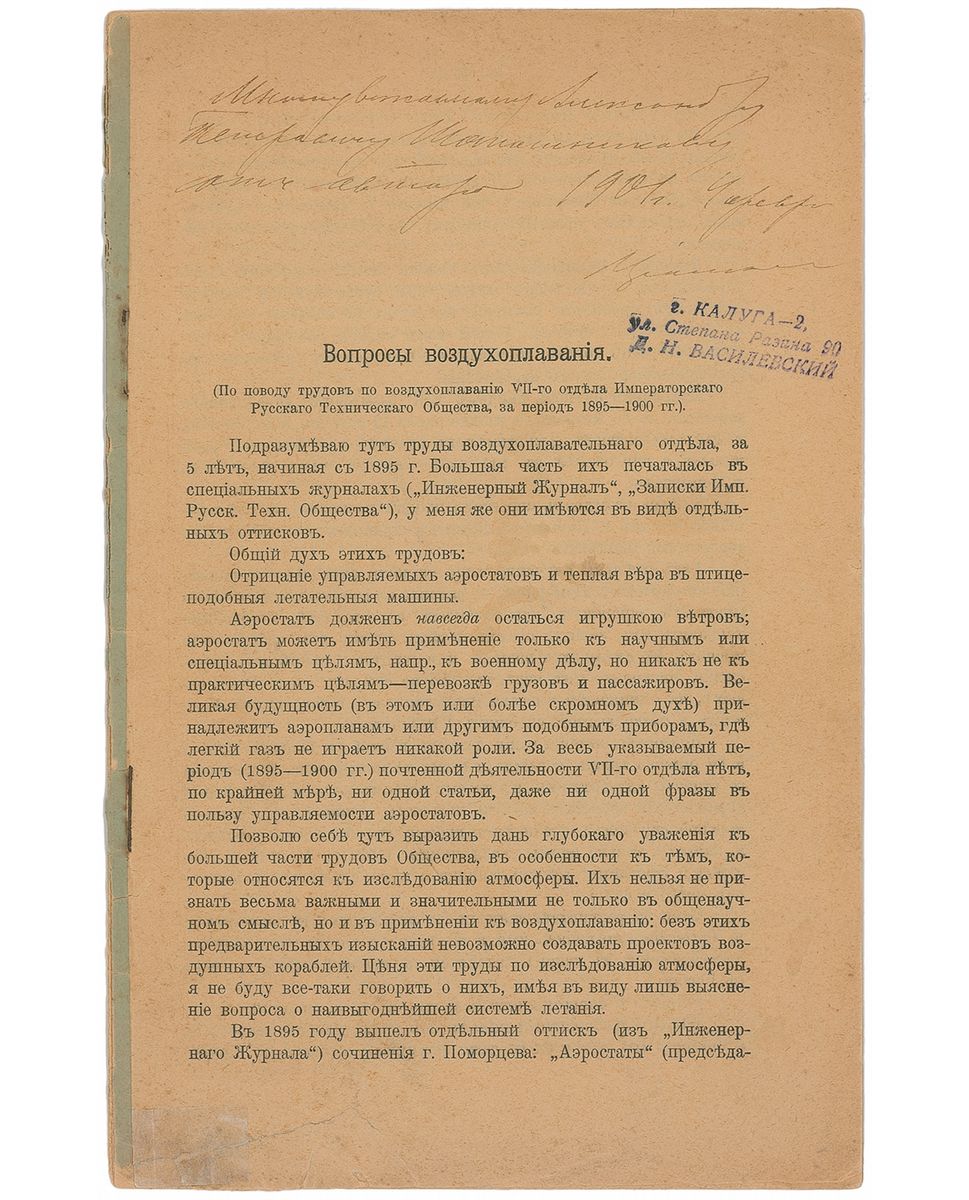 Многоуважаемому Александру
отъ автора 1901 г.
г. КАЛУГА—2,
ул. Степана Разина 90
Д. Н. ВАСИЛЕВСКИЙ
Вопросы воздухоплаванія.
(По поводу трудовъ по воздухоплаванію VII-го отдѣла Императорскаго
Русскаго Техническаго Общества, за періодъ 1895—1900 гг.).
Подразумѣваю тутъ труды воздухоплавательнаго отдѣла, за
5 лѣтъ, начиная съ 1895 г. Большая часть ихъ печаталась въ
спеціальныхъ журналахъ („Инженерный Журналъ“, „Записки Имп.
Русск. Техн. Общества“), у меня же они имѣются въ видѣ отдѣль-
ныхъ оттисковъ.
Общій духъ этихъ трудовъ:
Отрицаніе управляемыхъ аэростатовъ и теплая вѣра въ птице-
подобныя летательныя машины.
Аэростатъ долженъ навсегда остаться игрушкою вѣтровъ;
аэростатъ можетъ имѣть примѣненіе только къ научнымъ или
спеціальнымъ цѣлямъ, напр., къ военному дѣлу, но никакъ не къ
практическимъ цѣлямъ—перевозкѣ грузовъ и пассажировъ. Ве-
ликая будущность (въ этомъ или болѣе скромномъ духѣ) при-
надлежитъ аэропланамъ или другимъ подобнымъ приборамъ, гдѣ
легкій газъ не играетъ никакой роли. За весь указываемый пе-
ріодъ (1895—1900 гг.) почтенной дѣятельности VII-го отдѣла нѣтъ,
по крайней мѣрѣ, ни одной статьи, даже ни одной фразы въ
пользу управляемости аэростатовъ.
Позволю себѣ тутъ выразить дань глубокаго уваженія къ
большей части трудовъ Общества, въ особенности къ тѣмъ, ко-
торые относятся къ изслѣдованію атмосферы. Ихъ нельзя не при-
знать весьма важными и значительными не только въ общенауч-
номъ смыслѣ, но и въ примѣненіи къ воздухоплаванію: безъ этихъ
предварительныхъ изысканій невозможно создавать проектовъ воз-
душныхъ кораблей. Цѣня эти труды по изслѣдованію атмосферы,
я не буду все-таки говорить о нихъ, имѣя въ виду лишь выясне-
ніе вопроса о наивыгоднѣйшей системѣ летанія.
Въ 1895 году вышелъ отдѣльный оттискъ (изъ „Инженер-
наго Журнала“) сочиненія г. Поморцева: „Аэростаты“ (предсѣда-